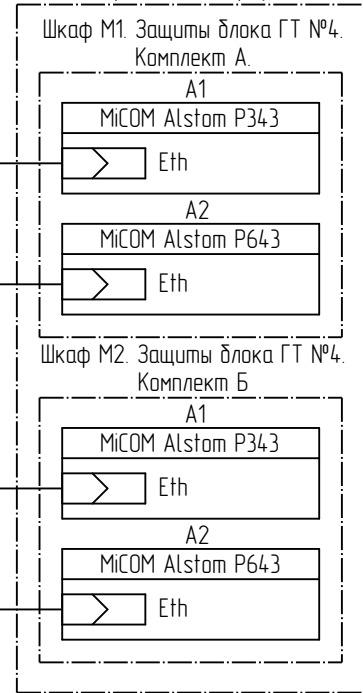 Шкаф М1. Защиты блока ГТ №4.
Комплект А.
А1
MiCOM Alstom P343
Eth
А2
MiCOM Alstom P643
Eth
Шкаф М2. Защиты блока ГТ №4.
Комплект Б
А1
MiCOM Alstom P343
Eth
А2
MiCOM Alstom P643
Eth